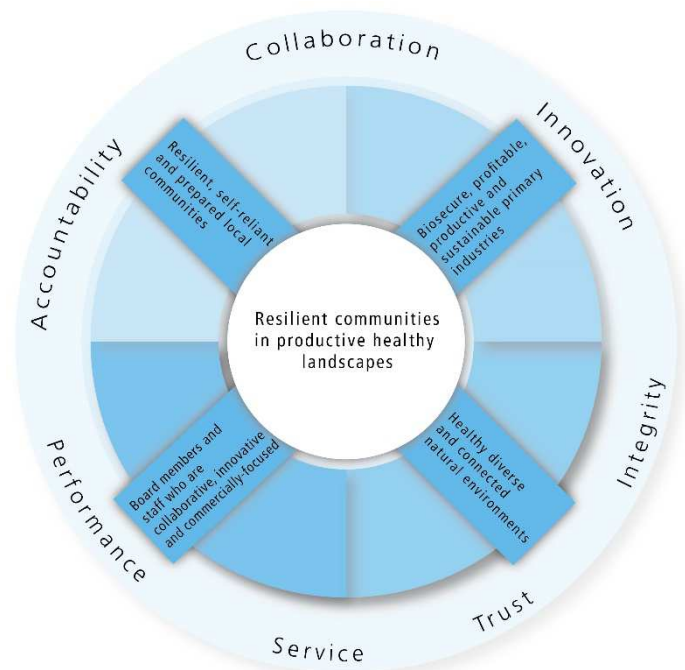 Collaboration
Innovation
Integrity
Trust
Service
Performance
Accountability
Resilient, self-reliant
and prepared local
communities
Biosecure, profitable,
productive and
sustainable primary
industries
Resilient communities
in productive healthy
landscapes
Board members and
staff who are
collaborative, innovative
and commercially-focused
Healthy diverse
and connected
natural environments